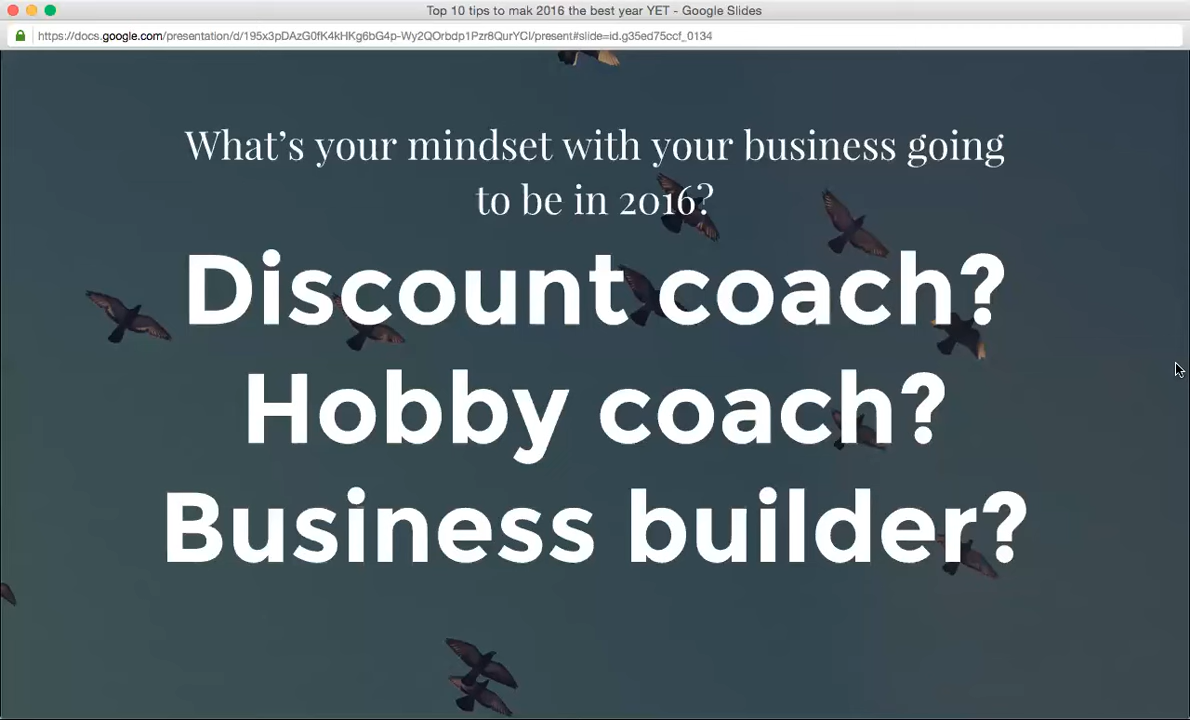 Top 10 tips to mak 2016 the best year YET - Google Slides
https://docs.google.com/presentation/d/195x3pDAzG0fK4kHKg6bG4p-Wy2QOrbdp1Pzr8QurYCI/present#slide=id.g35ed75ccf_0134
What’s your mindset with your business going
to be in 2016?
Discount coach?
Hobby coach?
Business builder?